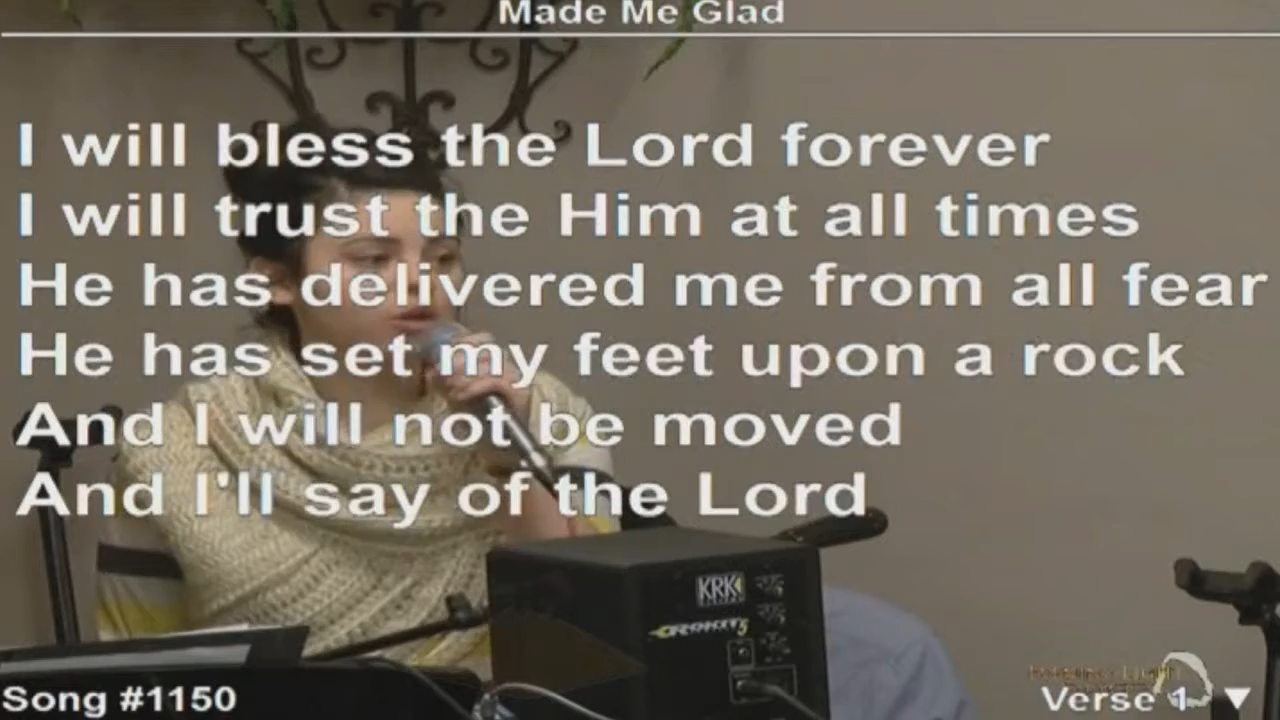 Made Me Glad
I will bless the Lord forever
I will trust the Him at all times
He has delivered me from all fear
He has set my feet upon a rock
And I will not be moved
And I'll say of the Lord
KRK
ROKIT 5
Song #1150
Verse 1